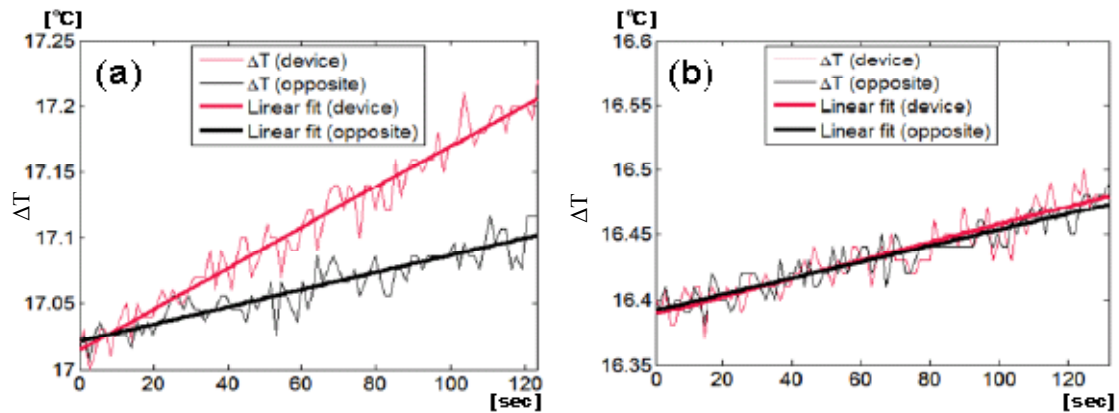 [°C]
17.25
17.2
17.15
17.1
17.05
17
ΔT
(a)
ΔT (device)
ΔT (opposite)
Linear fit (device)
Linear fit (opposite)
0 20 40 60 80 100 120
[sec]
[°C]
16.6
16.55
16.5
16.45
16.4
16.35
ΔT
(b)
ΔT (device)
ΔT (opposite)
Linear fit (device)
Linear fit (opposite)
0 20 40 60 80 100 120
[sec]